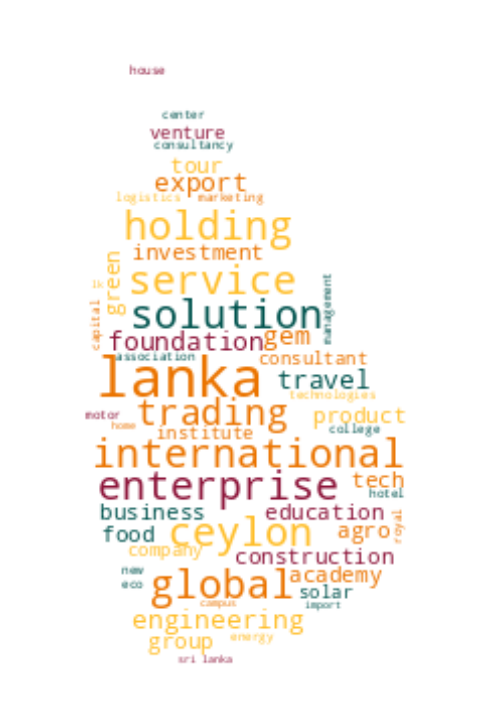 house
center
venture
consultancy
tour
export
logistics marketing
holding
investment
green
service
management
capital
solution
foundation gem
association consultant
lanka travel
technologies
motor trading product
home institute college
international
enterprise tech
hotel
business education
food ceylon agro royal
company construction
new global academy
eco solar
campus import
engineering
group energy
sri lanka